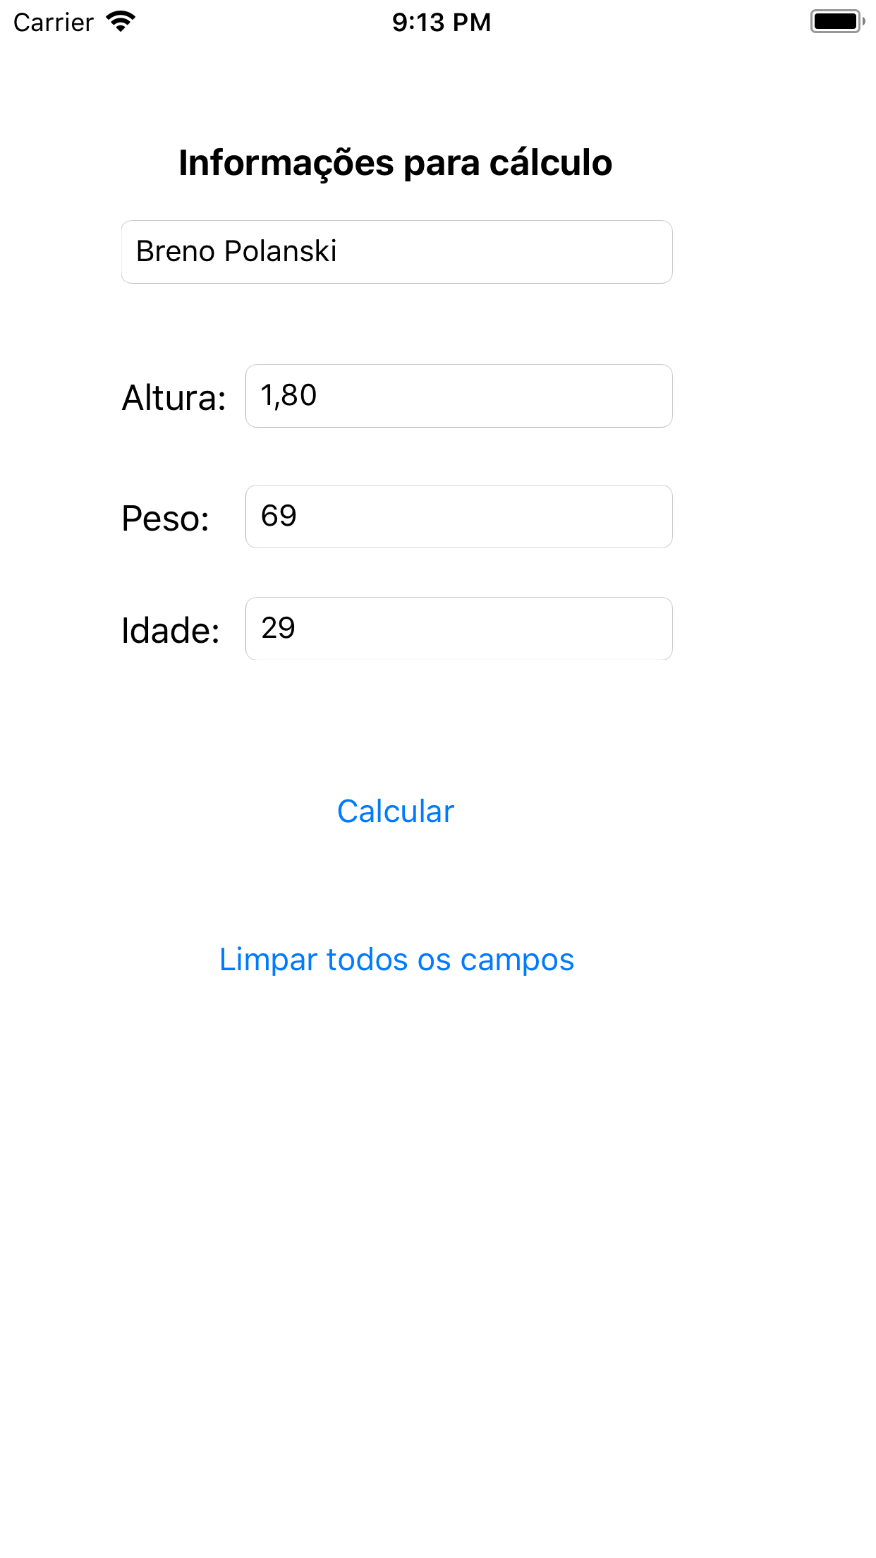 Carrier 9:13 PM
Informações para cálculo
Breno Polanski
Altura: 1,80
Peso: 69
Idade: 29
Calcular
Limpar todos os campos